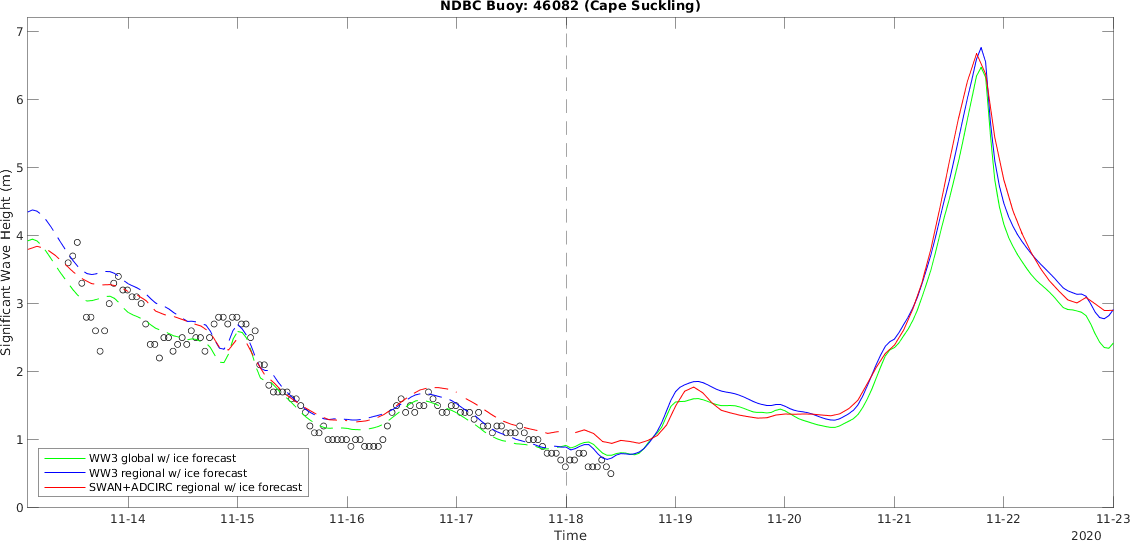 NDBC Buoy: 46082 (Cape Suckling)
Significant Wave Height (m)
7
6
5
4
3
2
1
0
WW3 global w/ ice forecast
WW3 regional w/ ice forecast
SWAN+ADCIRC regional w/ ice forecast
11-14 11-15 11-16 11-17 11-18 11-19 11-20 11-21 11-22 11-23
Time
2020